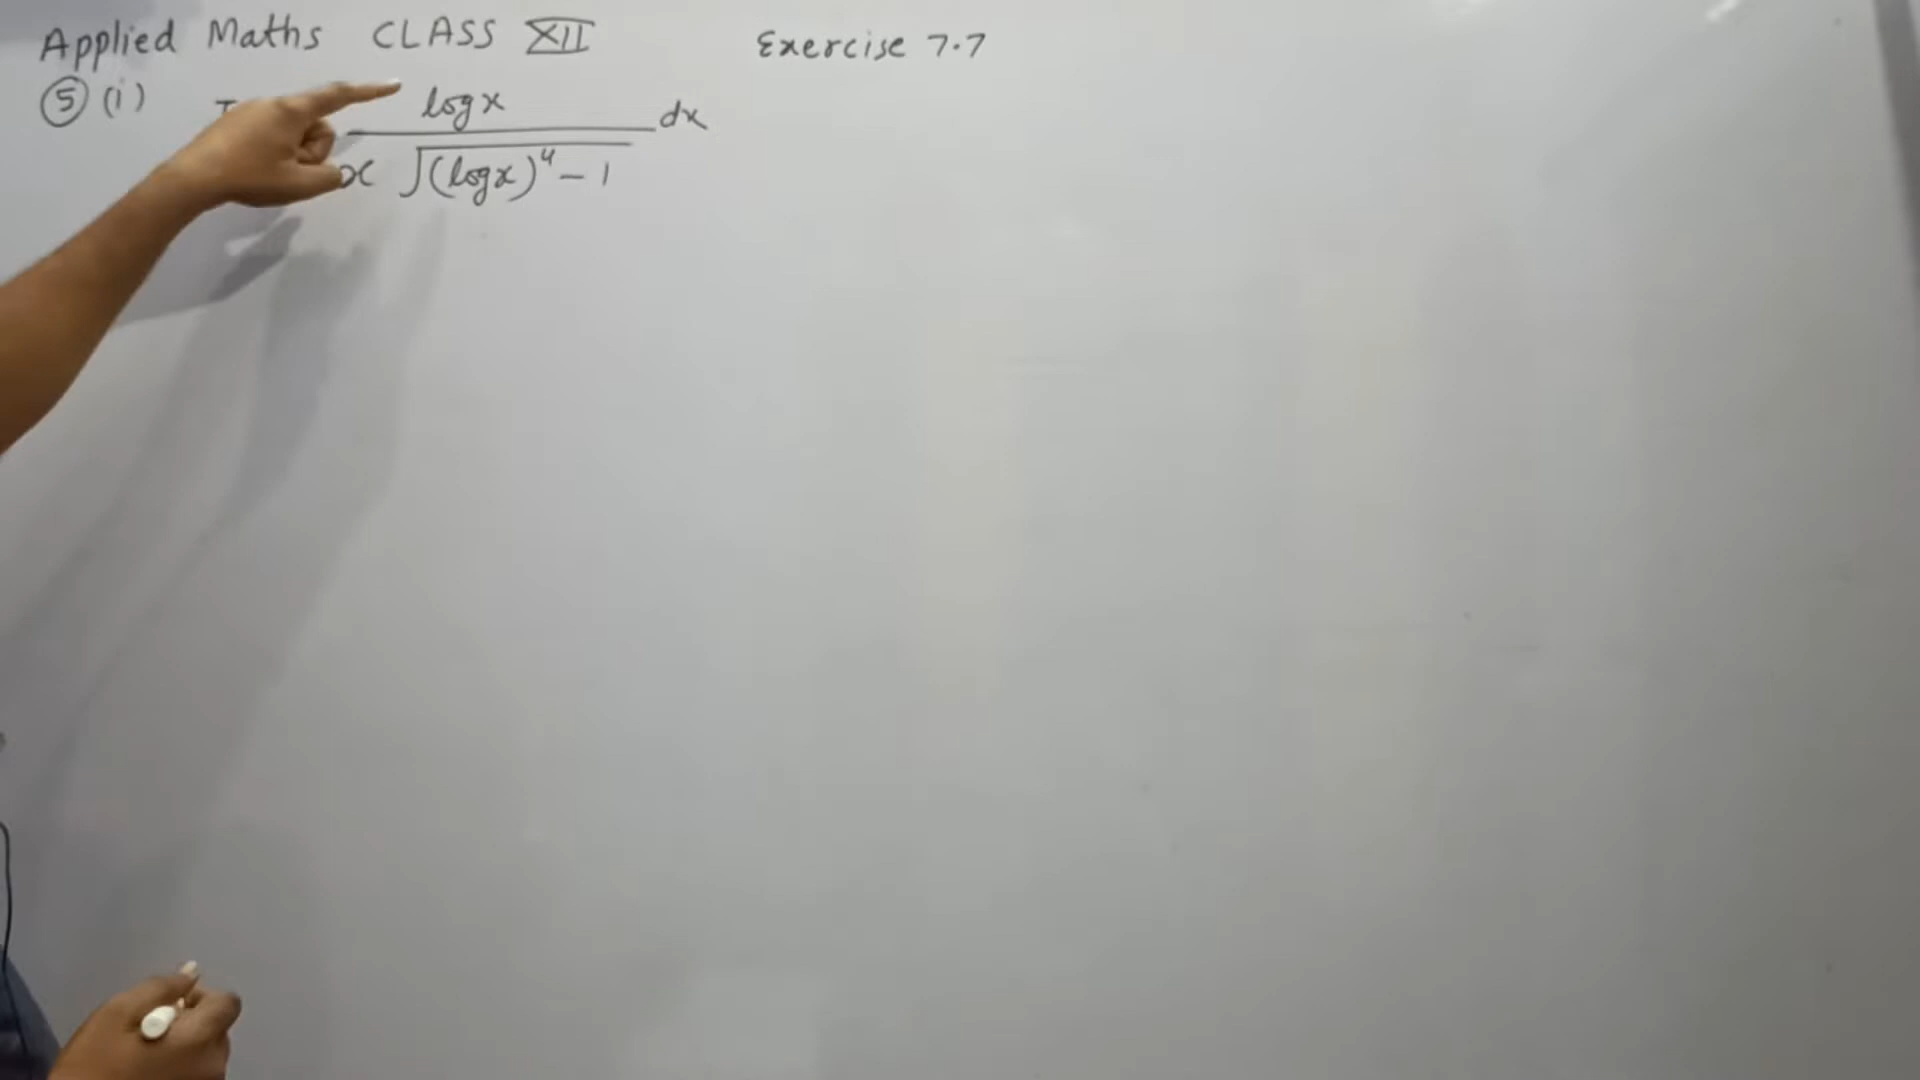 Applied Maths CLASS XII Exercise 7.7
⑤ (i) log x
dx
x √(log x)⁴ - 1